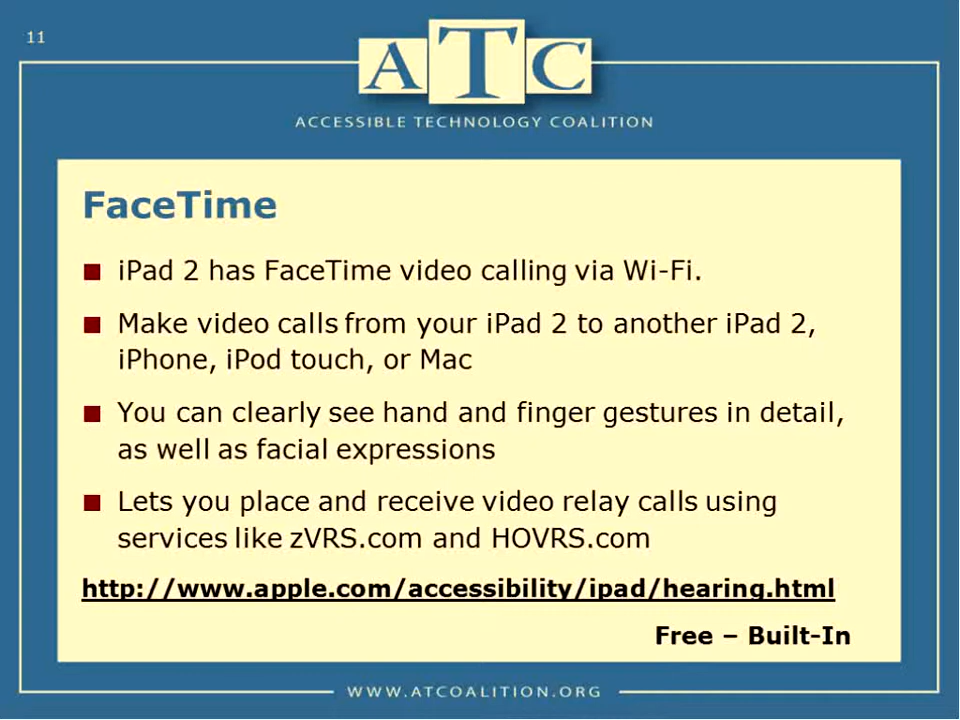 11
ATC
ACCESSIBLE TECHNOLOGY COALITION
FaceTime
■ iPad 2 has FaceTime video calling via Wi-Fi.
■ Make video calls from your iPad 2 to another iPad 2,
iPhone, iPod touch, or Mac
■ You can clearly see hand and finger gestures in detail,
as well as facial expressions
■ Lets you place and receive video relay calls using
services like zVRS.com and HOVRS.com
http://www.apple.com/accessibility/ipad/hearing.html
Free – Built-In
WWW.ATCOALITION.ORG